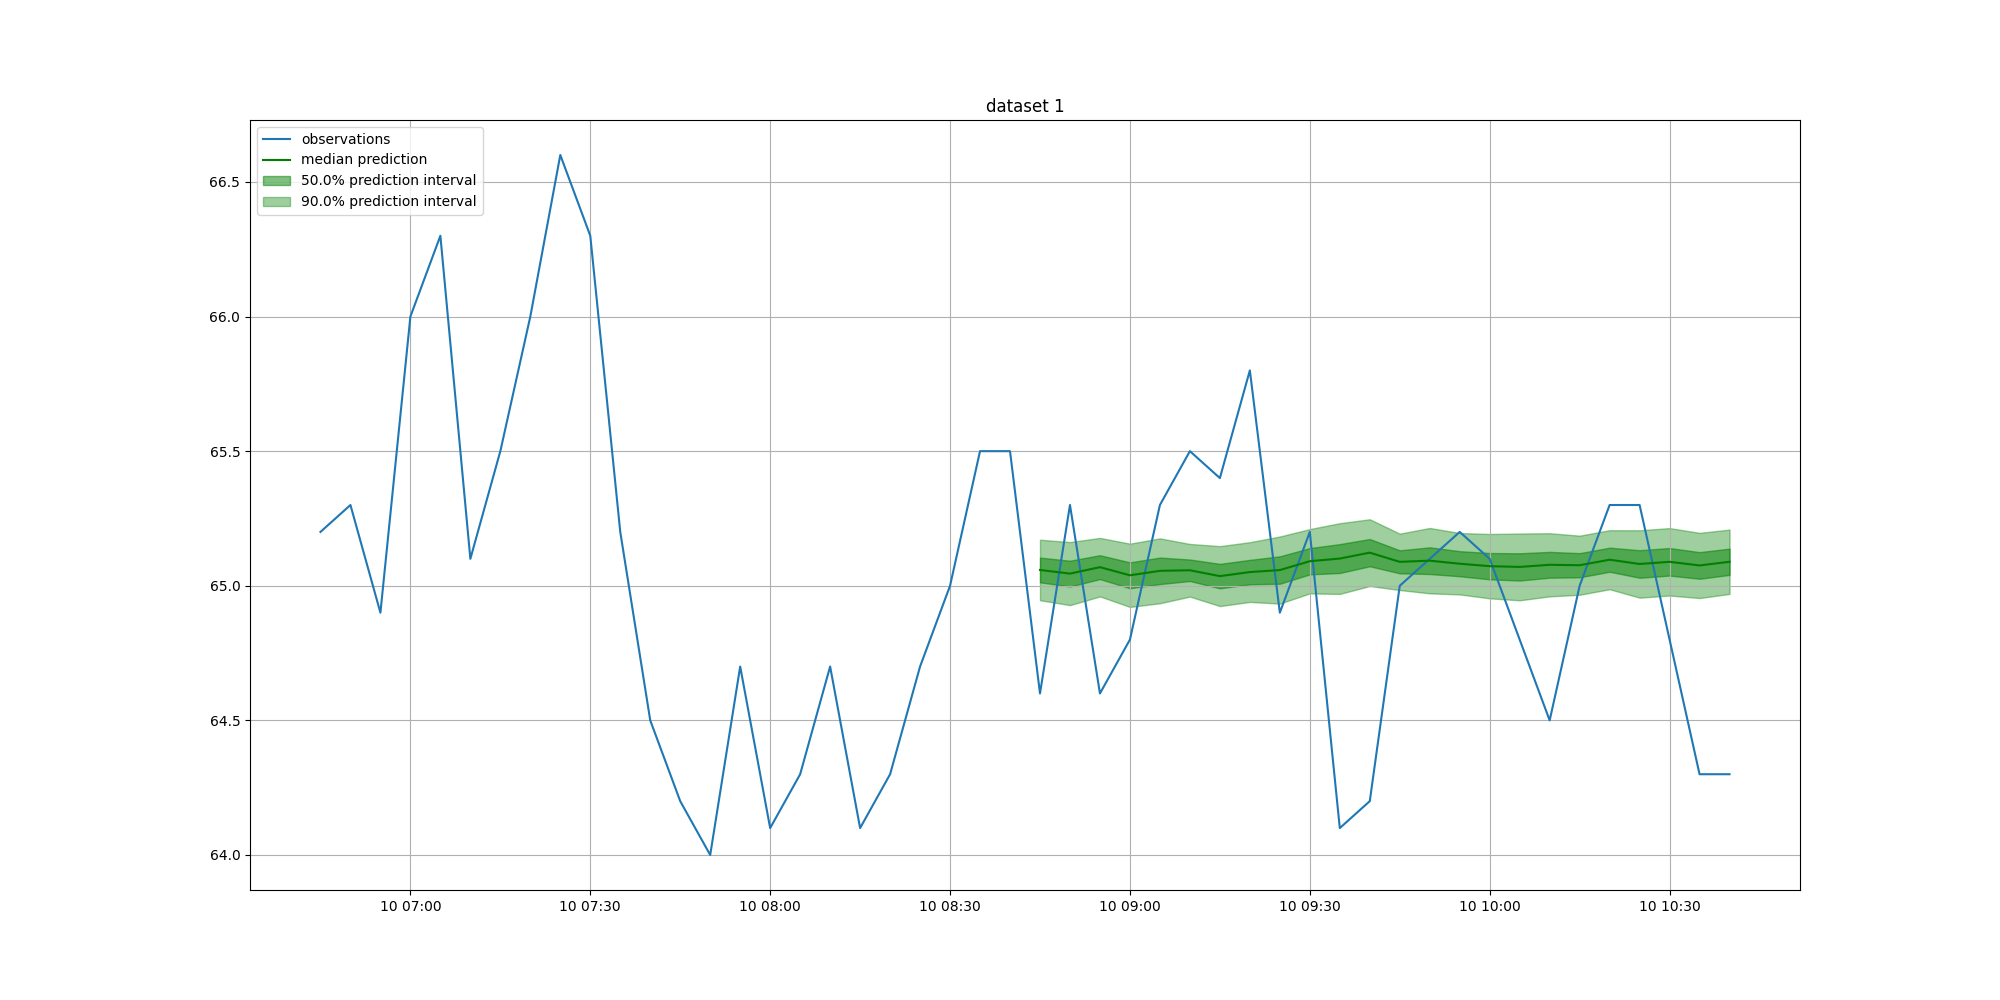 dataset 1
observations
median prediction
50.0% prediction interval
90.0% prediction interval
66.5
66.0
65.5
65.0
64.5
64.0
10 07:00 10 07:30 10 08:00 10 08:30 10 09:00 10 09:30 10 10:00 10 10:30